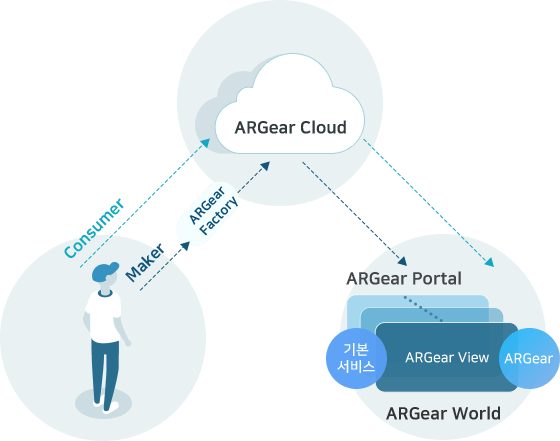 ARGear Cloud
Consumer
Maker
ARGear
Factory
ARGear Portal
기본
서비스
ARGear View
ARGear
ARGear World